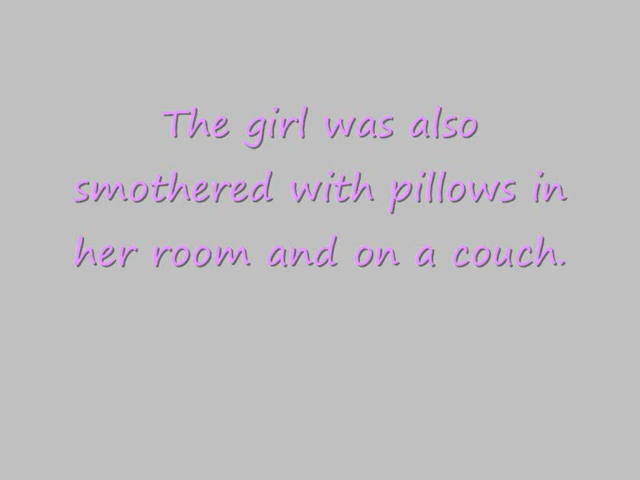 The girl was also
smothered with pillows in
her room and on a couch.